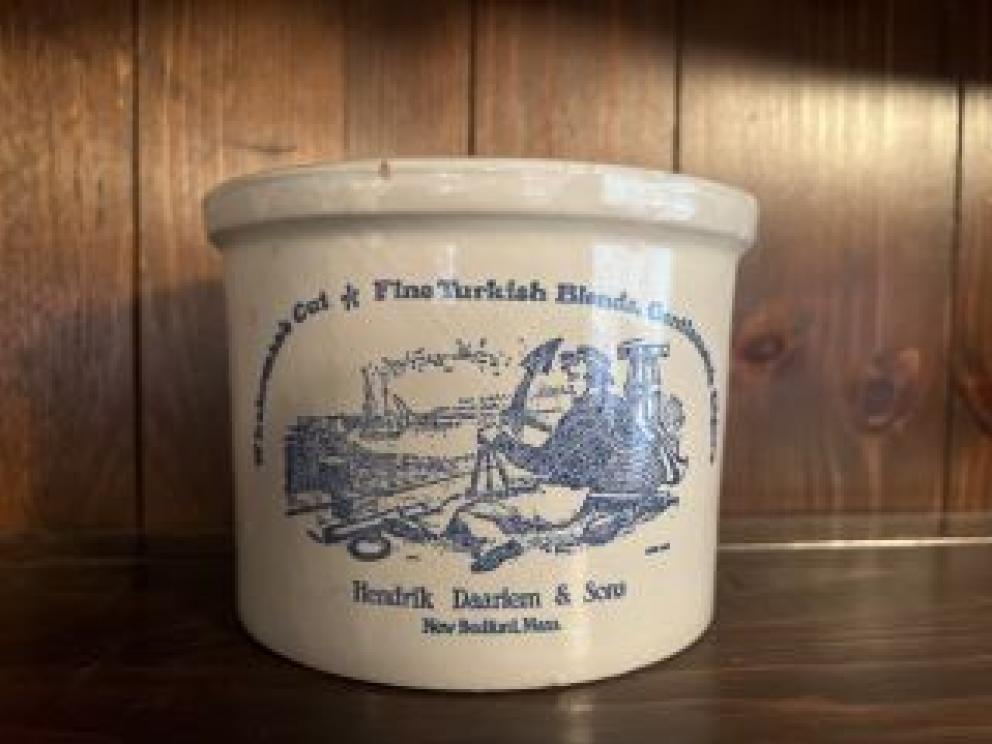 Cut ☆ Fine Turkish Blends,
Hendrik Daarlem & Sons
New Bedford, Mass.